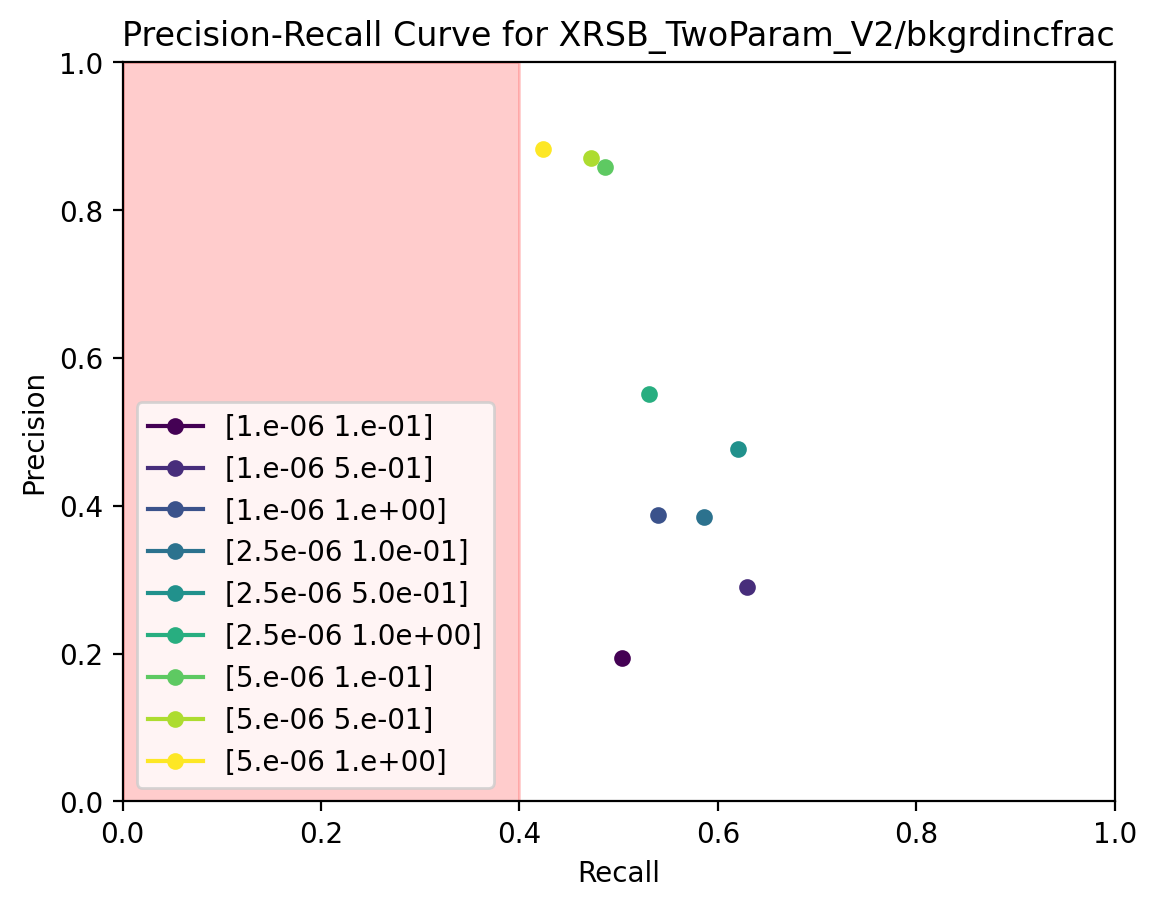 Precision-Recall Curve for XRSB_TwoParam_V2/bkgrdincfrac
1.0
0.8
0.6
0.4
0.2
0.0
Precision
[1.e-06 1.e-01]
[1.e-06 5.e-01]
[1.e-06 1.e+00]
[2.5e-06 1.0e-01]
[2.5e-06 5.0e-01]
[2.5e-06 1.0e+00]
[5.e-06 1.e-01]
[5.e-06 5.e-01]
[5.e-06 1.e+00]
0.0 0.2 0.4 0.6 0.8 1.0
Recall